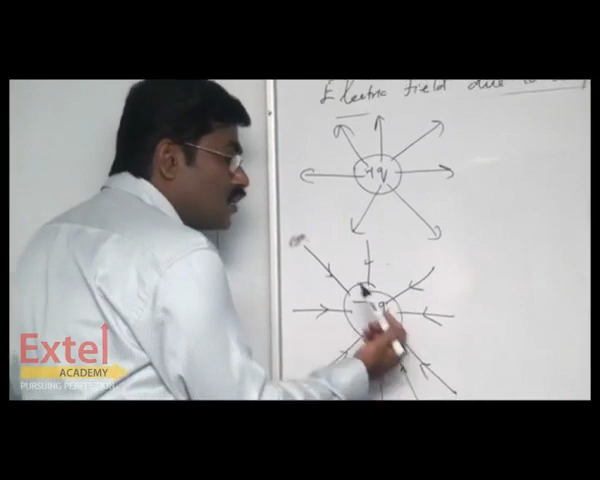 Electric field due to
+q
-q
Extel
ACADEMY
PURSUING PERFECTION